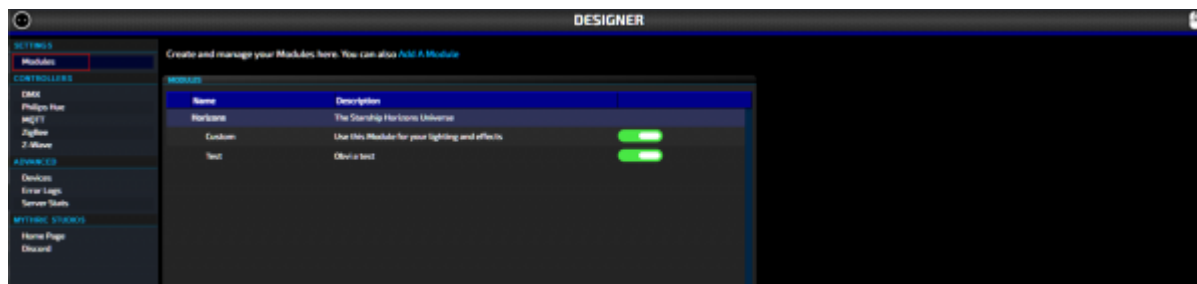 DESIGNER
SETTINGS
Modules
CONTROLLERS
DMX
Philips Hue
MQTT
ZigBee
Z-Wave
ADVANCED
Devices
Error Logs
Server Stats
MYTHRIC STUDIOS
Home Page
Discord
Create and manage your Modules here. You can also Add A Module
MODULES
Name Description
Horizons The Starship Horizons Universe
Custom Use this Module for your lighting and effects
Test Obvi a test